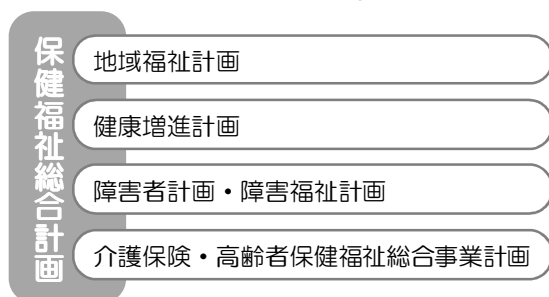 保健福祉総合計画
地域福祉計画
健康増進計画
障害者計画・障害福祉計画
介護保険・高齢者保健福祉総合事業計画